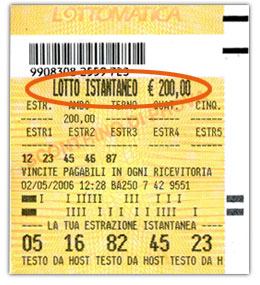 LOTTOMATICA
9908308 2559 723
LOTTO ISTANTANEO € 200,00
ESTR. AMBO TERNO QUAT. CINQ.
200,00
ESTR1 ESTR2 ESTR3 ESTR4 ESTR5
12 23 45 46 87
VINCITE PAGABILI IN OGNI RICEVITORIA
02/05/2006 12:28 BA250 7 42 9551
LA TUA ESTRAZIONE ISTANTANEA
05 16 82 45 23
TESTO DA HOST TESTO DA HOST TESTO DA H